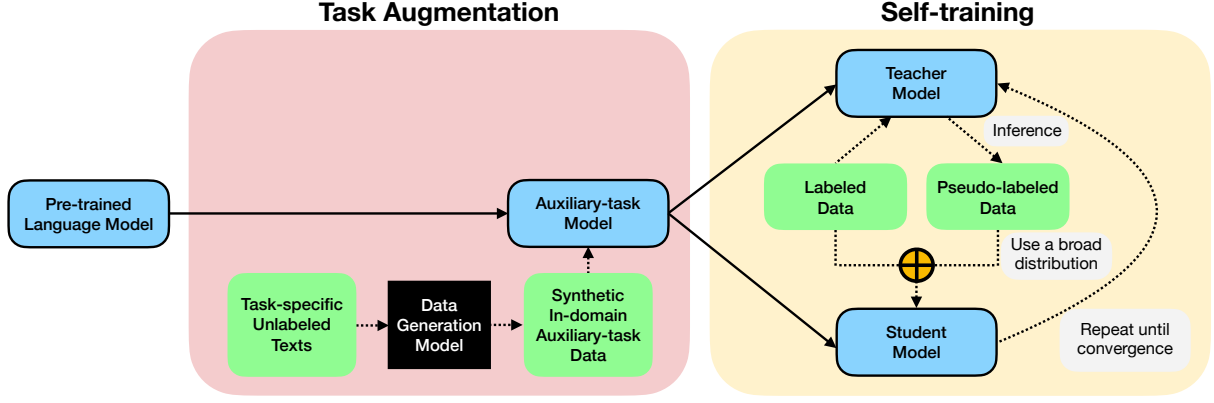 Task Augmentation
Self-training
Pre-trained
Language Model
Auxiliary-task
Model
Task-specific
Unlabeled
Texts
Data
Generation
Model
Synthetic
In-domain
Auxiliary-task
Data
Teacher
Model
Inference
Labeled
Data
Pseudo-labeled
Data
Use a broad
distribution
Student
Model
Repeat until
convergence